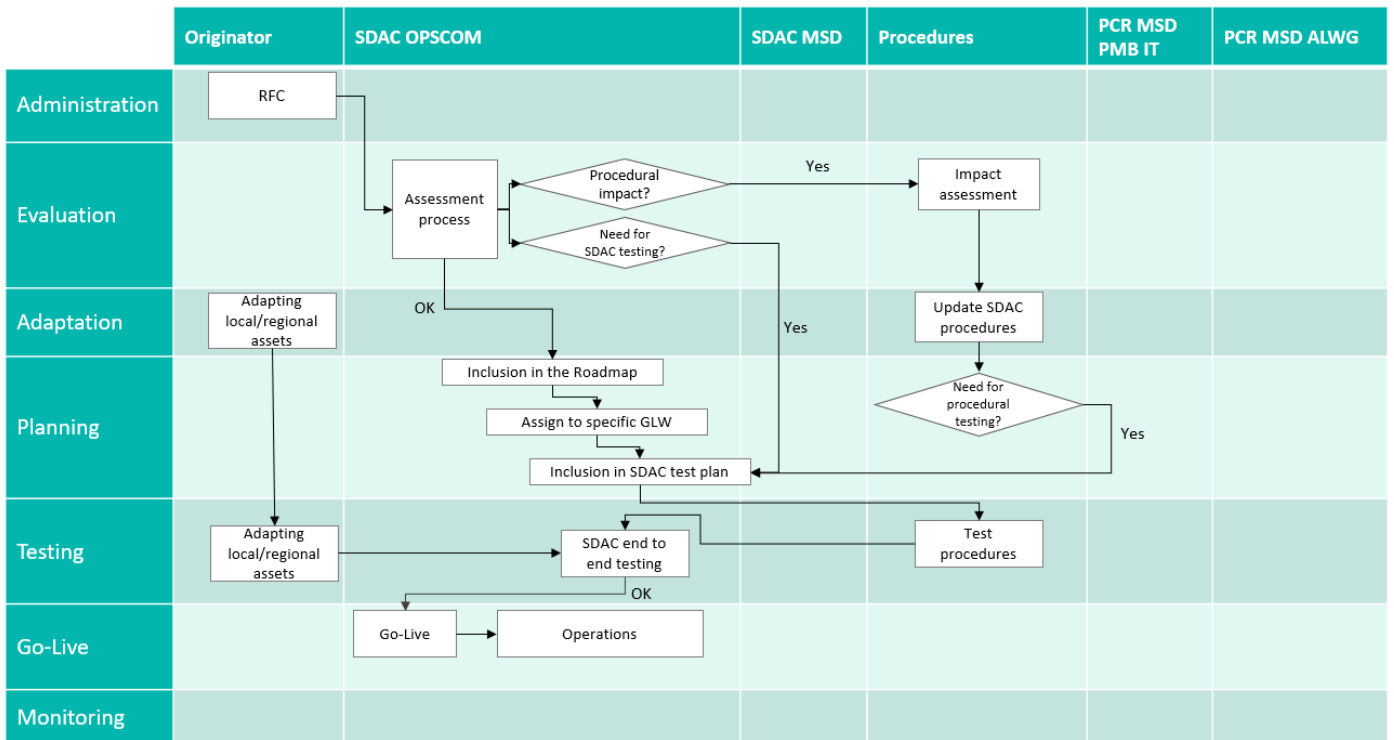 Originator
SDAC OPSCOM
SDAC MSD
Procedures
PCR MSD
PMB IT
PCR MSD ALWG
Administration
RFC
Evaluation
Assessment
process
Procedural
impact?
Yes
Impact
assessment
Need for
SDAC testing?
Adaptation
Adapting
local/regional
assets
OK
Yes
Update SDAC
procedures
Planning
Inclusion in the Roadmap
Assign to specific GLW
Inclusion in SDAC test plan
Need for
procedural
testing?
Yes
Testing
Adapting
local/regional
assets
SDAC end to
end testing
Test
procedures
OK
Go-Live
Go-Live
Operations
Monitoring